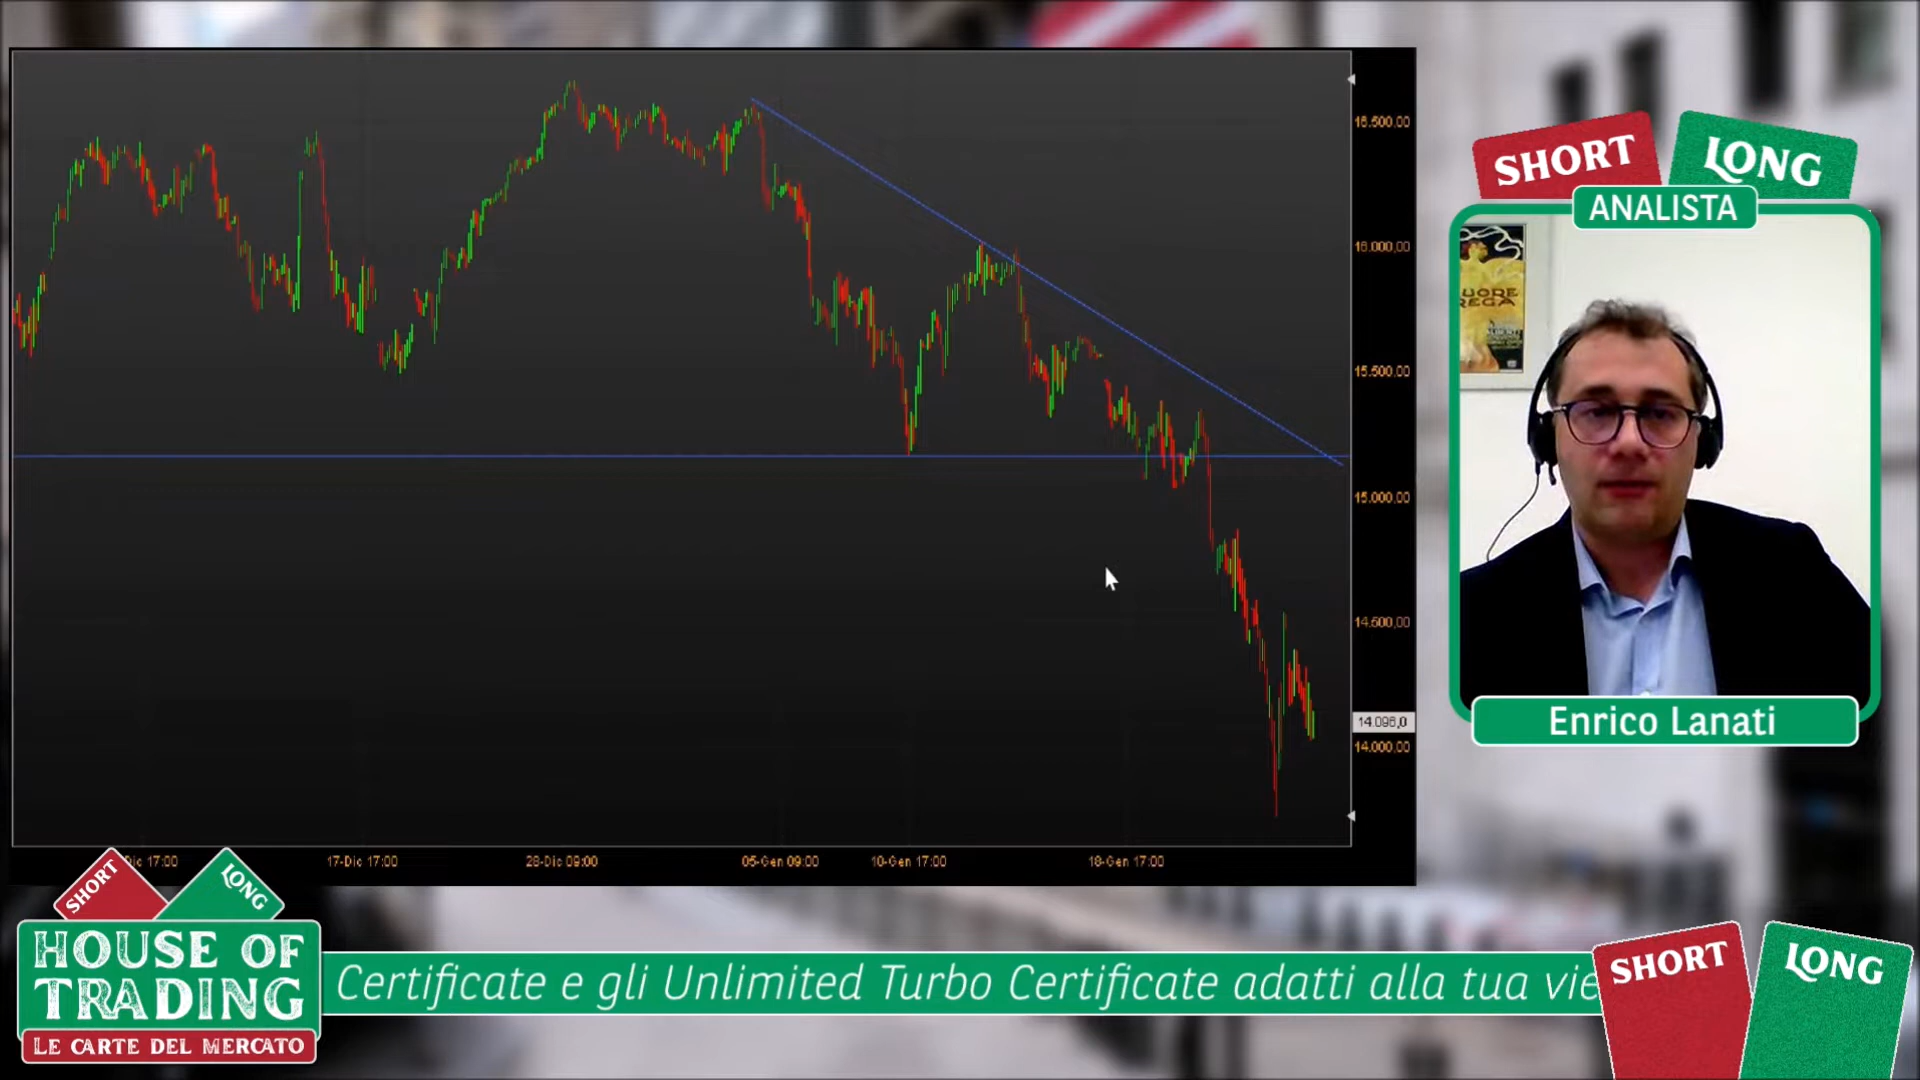 16.500,00
16.000,00
15.500,00
15.000,00
14.500,00
14.096,0
14.000,00
Dic 17:00
17-Dic 17:00
28-Dic 09:00
05-Gen 09:00
10-Gen 17:00
18-Gen 17:00
SHORT
LONG
ANALISTA
Enrico Lanati
SHORT
LONG
HOUSE OF
TRADING
LE CARTE DEL MERCATO
Certificate e gli Unlimited Turbo Certificate adatti alla tua vie
SHORT
LONG